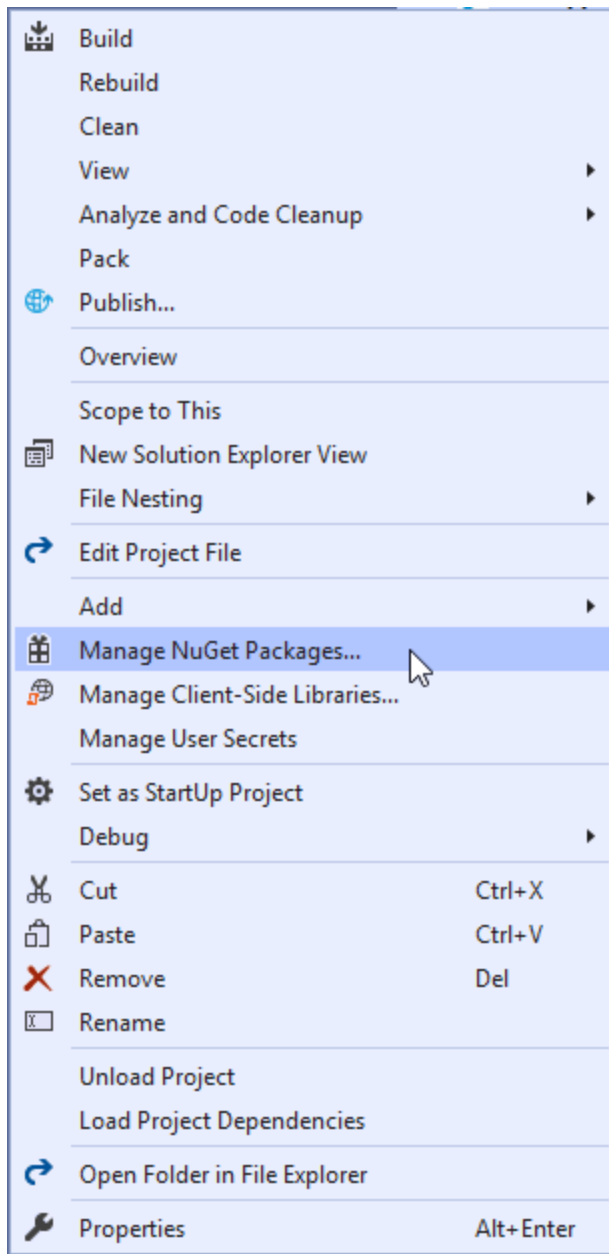 Build
Rebuild
Clean
View
Analyze and Code Cleanup
Pack
Publish...
Overview
Scope to This
New Solution Explorer View
File Nesting
Edit Project File
Add
Manage NuGet Packages...
Manage Client-Side Libraries...
Manage User Secrets
Set as StartUp Project
Debug
Cut Ctrl+X
Paste Ctrl+V
Remove Del
Rename
Unload Project
Load Project Dependencies
Open Folder in File Explorer
Properties Alt+Enter